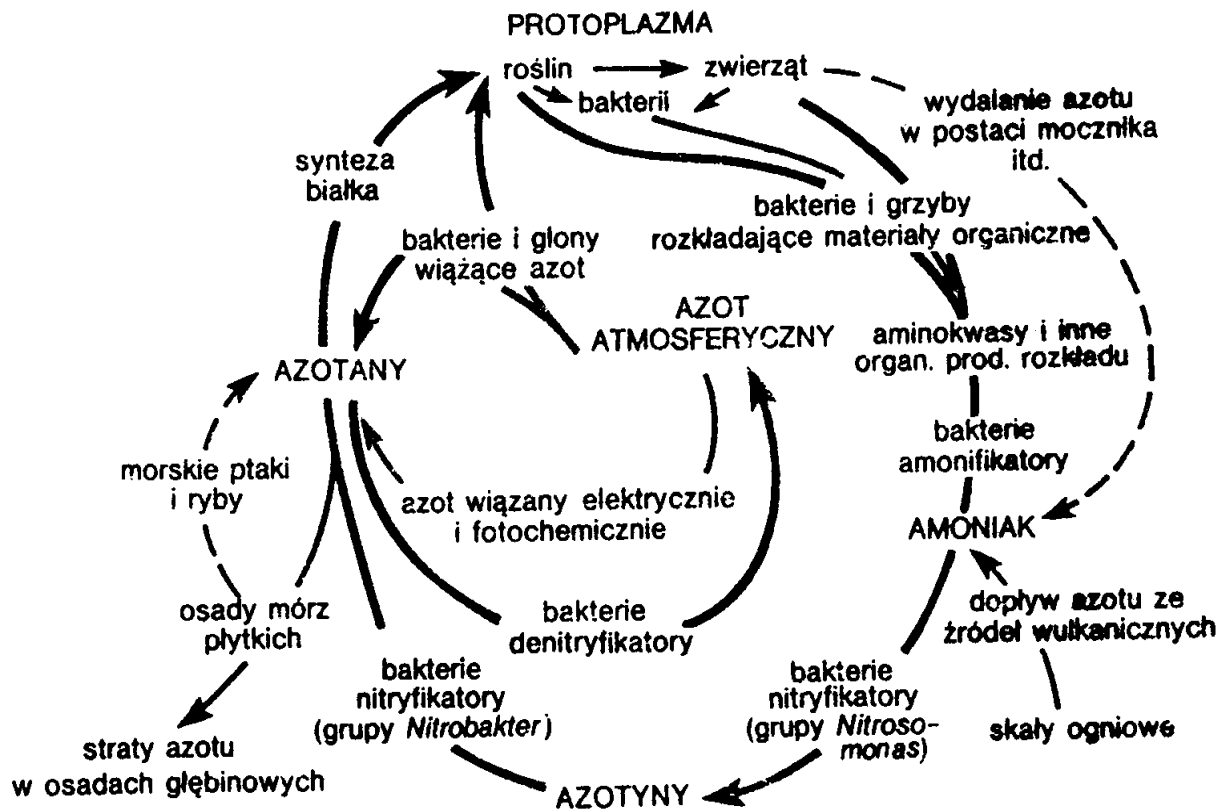 PROTOPLAZMA
roślin
zwierząt
bakterii
wydalanie azotu
w postaci mocznika
itd.
synteza
białka
bakterie i grzyby
rozkładające materiały organiczne
bakterie i glony
wiążące azot
AZOT
ATMOSFERYCZNY
aminokwasy i inne
organ. prod. rozkładu
AZOTANY
bakterie
amonifikatory
morskie ptaki
i ryby
azot wiązany elektrycznie
i fotochemicznie
AMONIAK
osady mórz
płytkich
bakterie
denitryfikatory
dopływ azotu ze
źródeł wulkanicznych
bakterie
nitryfikatory
(grupy Nitrobakter)
bakterie
nitryfikatory
(grupy Nitroso-
monas)
skały ogniowe
straty azotu
w osadach głębinowych
AZOTYNY